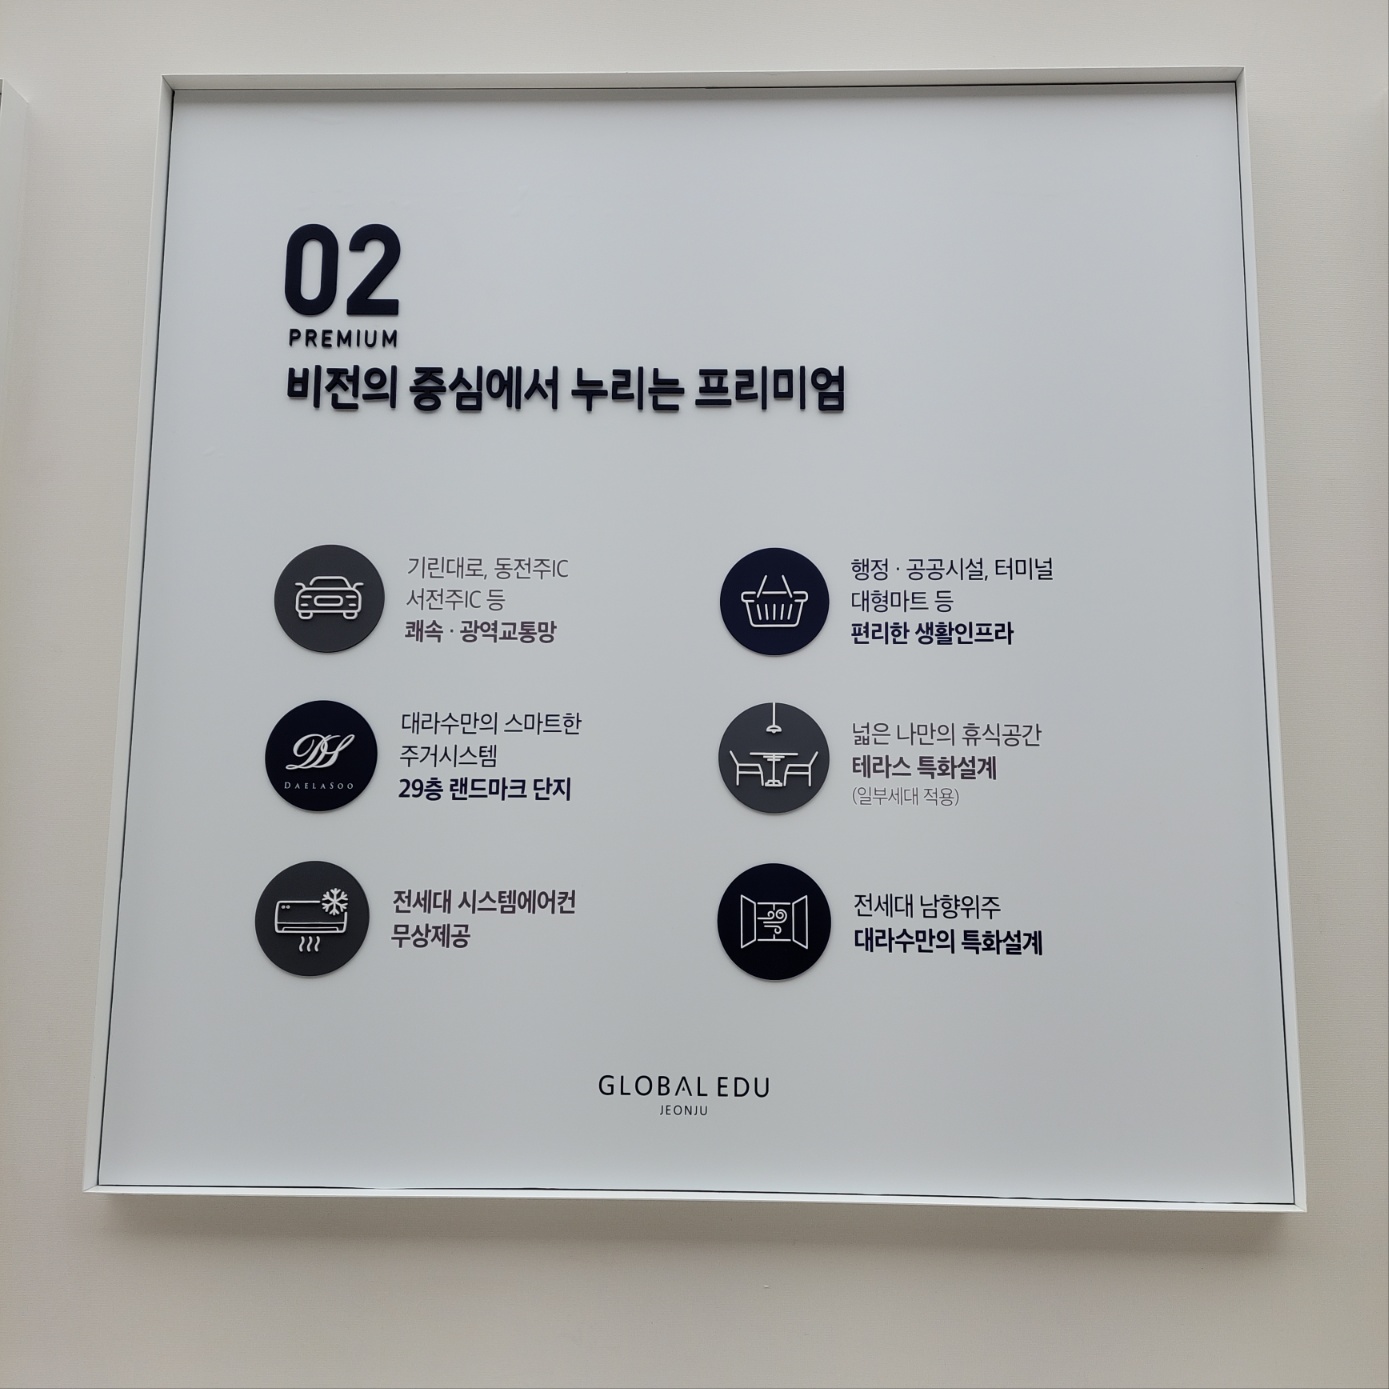 02
PREMIUM
비전의 중심에서 누리는 프리미엄
기린대로, 동전주IC
서전주IC 등
쾌속 · 광역교통망
행정 · 공공시설, 터미널
대형마트 등
편리한 생활인프라
DS
DAELASOO
대라수만의 스마트한
주거시스템
29층 랜드마크 단지
넓은 나만의 휴식공간
테라스 특화설계
(일부세대 적용)
전세대 시스템에어컨
무상제공
전세대 남향위주
대라수만의 특화설계
GLOBAL EDU
JEONJU